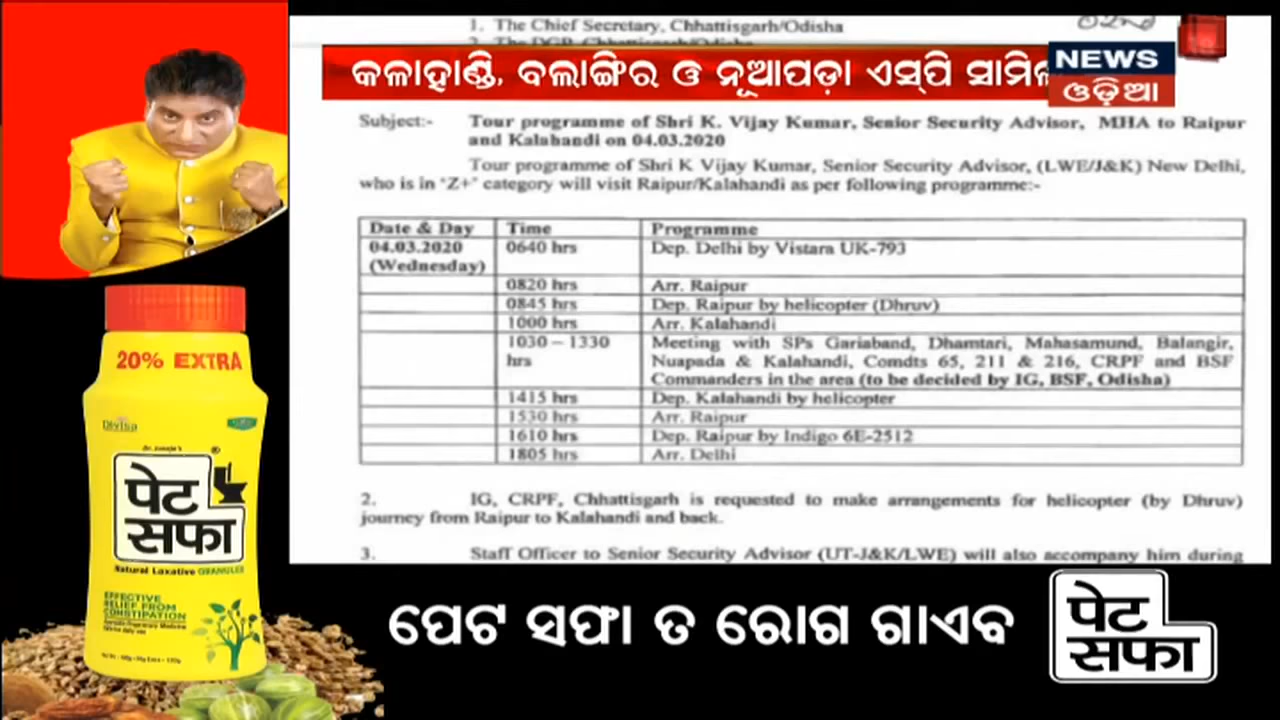 1. The Chief Secretary, Chhattisgarh/Odisha
କଳାହାଣ୍ଡି, ବଲାଙ୍ଗିର ଓ ନୂଆପଡ଼ା ଏସ୍‌ପି ସାମିଲ
NEWS
ଓଡ଼ିଆ
Subject:- Tour programme of Shri K. Vijay Kumar, Senior Security Advisor, MHA to Raipur
and Kalahandi on 04.03.2020
Tour programme of Shri K Vijay Kumar, Senior Security Advisor, (LWE/J&K) New Delhi,
who is in "Z+" category will visit Raipur/Kalahandi as per following programme:-
Date & Day Time Programme
04.03.2020 0640 hrs Dep. Delhi by Vistara UK-793
(Wednesday)
0820 hrs Arr. Raipur
0845 hrs Dep. Raipur by helicopter (Dhruv)
1000 hrs Arr. Kalahandi
1030 – 1330 Meeting with SPs Gariaband, Dhamtari, Mahasamund, Balangir,
hrs Nuapada & Kalahandi, Comdts 65, 211 & 216, CRPF and BSF
Commanders in the area (to be decided by IG, BSF, Odisha)
1415 hrs Dep. Kalahandi by helicopter
1530 hrs Arr. Raipur
1610 hrs Dep. Raipur by Indigo 6E-2512
1805 hrs Arr. Delhi
2. IG, CRPF, Chhattisgarh is requested to make arrangements for helicopter (by Dhruv)
journey from Raipur to Kalahandi and back.
3. Staff Officer to Senior Security Advisor (UT-J&K/LWE) will also accompany him during
20% EXTRA
Divisa
Dr. Juneja's
पेट
सफा
Natural Laxative GRANULES
EFFECTIVE
RELIEF FROM
CONSTIPATION
ପେଟ ସଫା ତ ରୋଗ ଗାଏବ
पेट
सफा